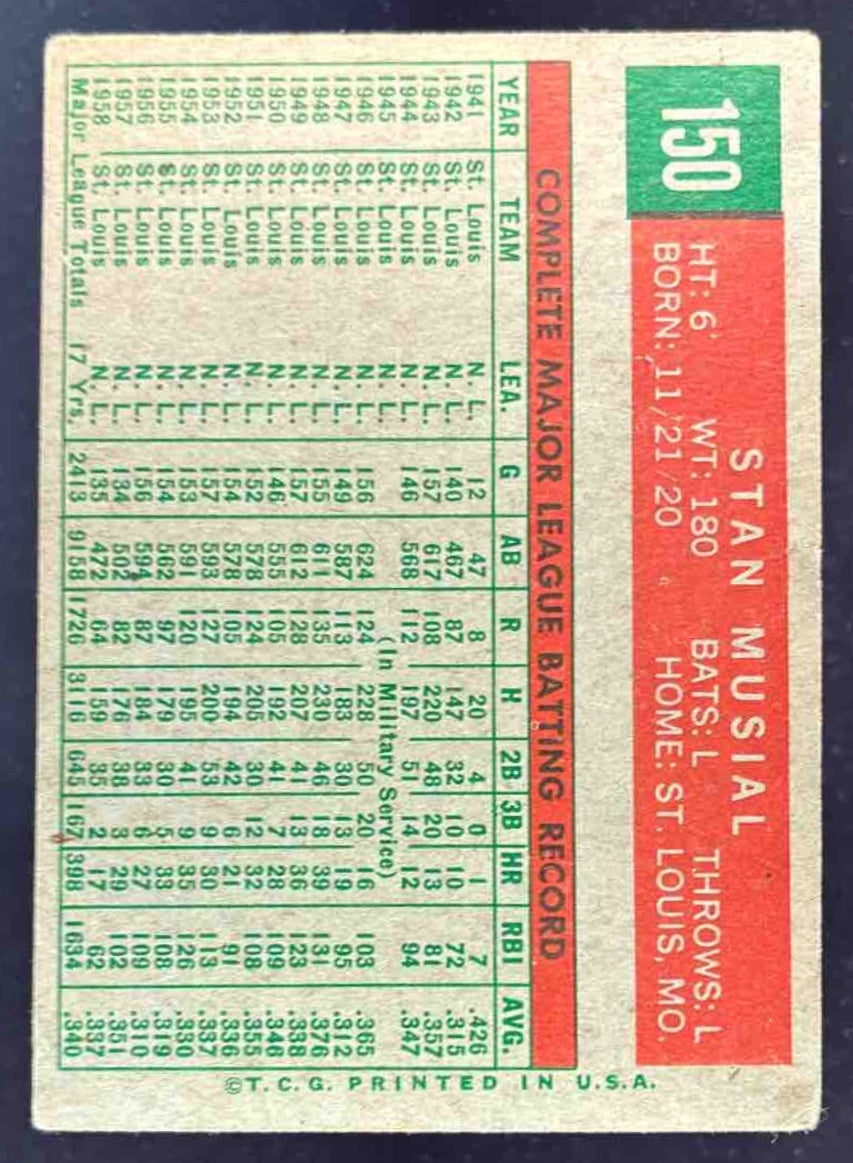 150
STAN MUSIAL
HT: 6' WT: 180 BATS: L THROWS: L
BORN: 11/21/20 HOME: ST. LOUIS, MO.
COMPLETE MAJOR LEAGUE BATTING RECORD
YEAR TEAM LEA. G AB R H 2B 3B HR RBI AVG.
1941 St. Louis N. L. 12 47 8 20 4 0 1 7 .426
1942 St. Louis N. L. 140 467 87 147 32 10 10 72 .315
1943 St. Louis N. L. 157 617 108 220 48 20 13 81 .357
1944 St. Louis N. L. 146 568 112 197 51 14 12 94 .347
1945 St. Louis N. L. (In Military Service)
1946 St. Louis N. L. 156 624 124 228 50 20 16 103 .365
1947 St. Louis N. L. 149 587 113 183 30 13 19 95 .312
1948 St. Louis N. L. 155 611 135 230 46 18 39 131 .376
1949 St. Louis N. L. 157 612 128 207 41 13 36 123 .338
1950 St. Louis N. L. 146 555 105 192 41 7 28 109 .346
1951 St. Louis N. L. 152 578 124 205 30 12 32 108 .355
1952 St. Louis N. L. 154 578 105 194 42 6 21 91 .336
1953 St. Louis N. L. 157 593 127 200 53 9 30 113 .337
1954 St. Louis N. L. 153 591 120 195 41 9 35 126 .330
1955 St. Louis N. L. 154 562 97 179 30 5 33 108 .319
1956 St. Louis N. L. 156 594 87 184 33 6 27 109 .310
1957 St. Louis N. L. 134 502 82 176 38 3 29 102 .351
1958 St. Louis N. L. 135 472 64 159 35 2 17 62 .337
Major League Totals 17 Yrs. 2413 9158 1726 3116 645 167 398 1634 .340
©T. C. G. PRINTED IN U.S.A.